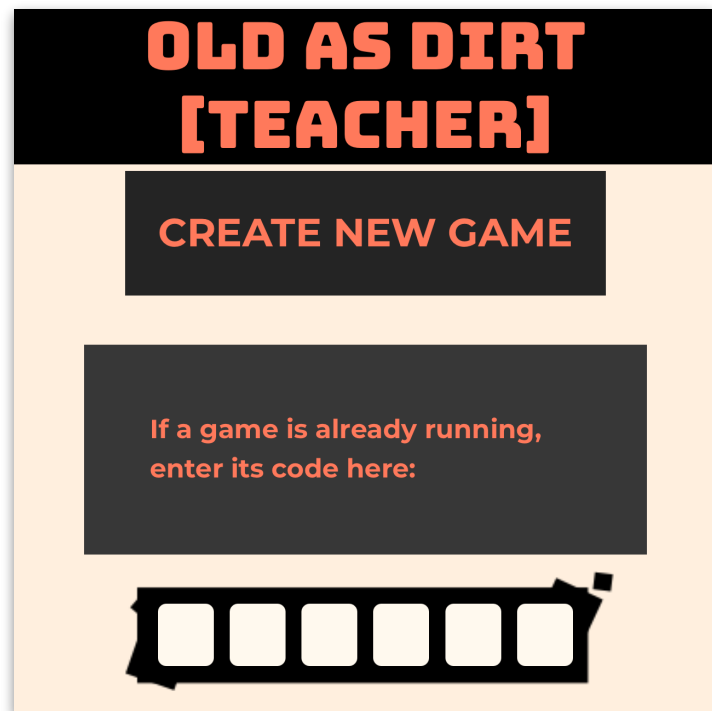 OLD AS DIRT
[TEACHER]
CREATE NEW GAME
If a game is already running,
enter its code here: